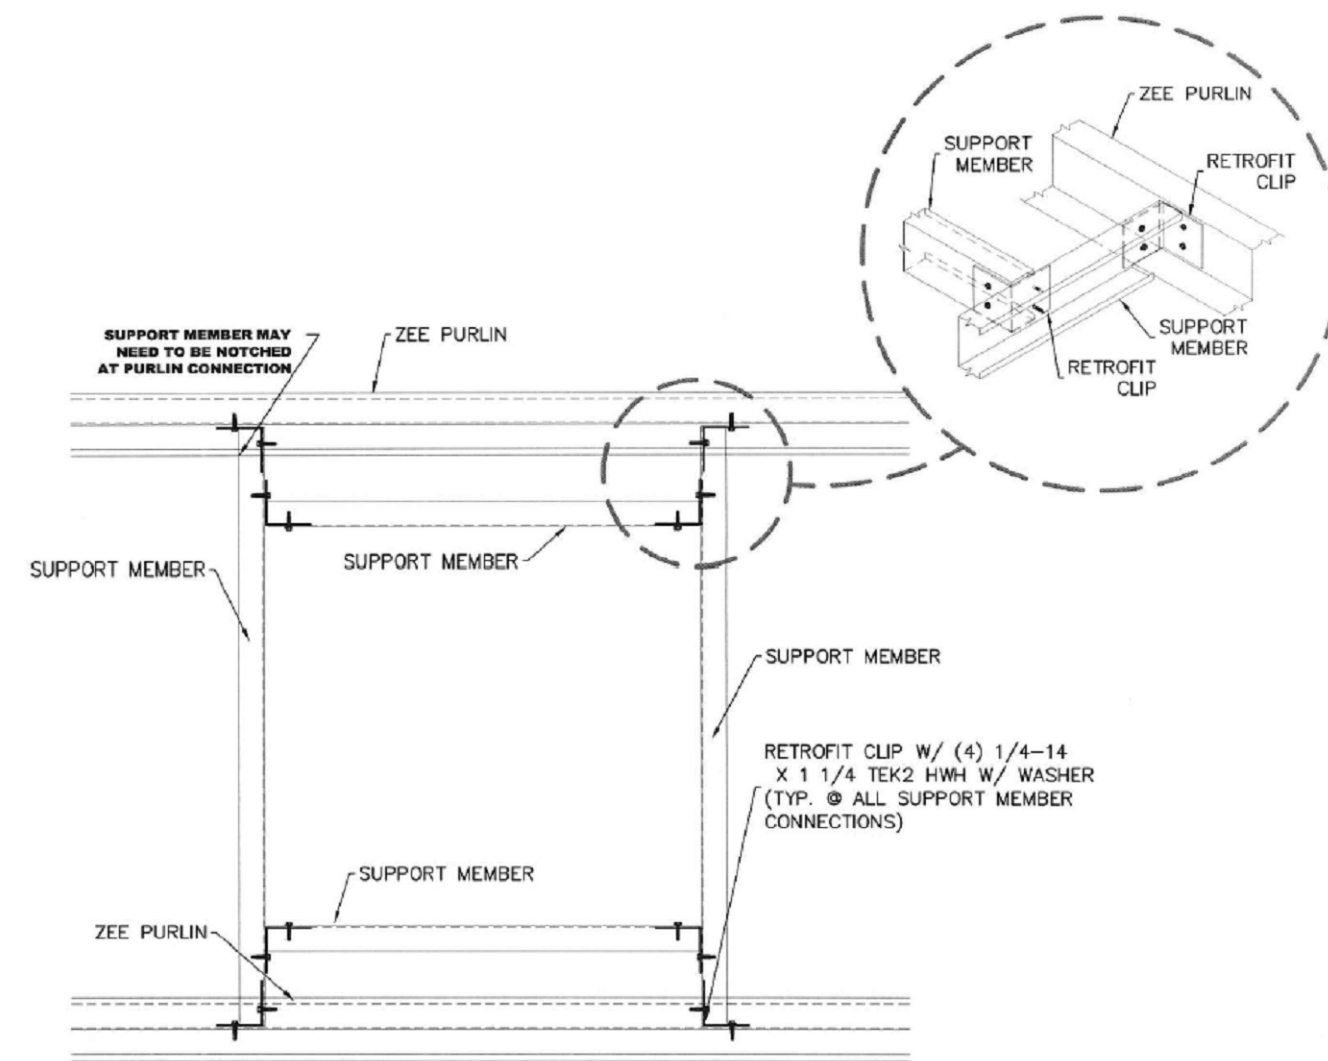 ZEE PURLIN
SUPPORT
MEMBER
RETROFIT
CLIP
SUPPORT
MEMBER
RETROFIT
CLIP
SUPPORT MEMBER MAY
NEED TO BE NOTCHED
AT PURLIN CONNECTION
ZEE PURLIN
SUPPORT MEMBER
SUPPORT MEMBER
SUPPORT MEMBER
RETROFIT CLIP W/ (4) 1/4-14
X 1 1/4 TEK2 HWH W/ WASHER
(TYP. @ ALL SUPPORT MEMBER
CONNECTIONS)
SUPPORT MEMBER
ZEE PURLIN